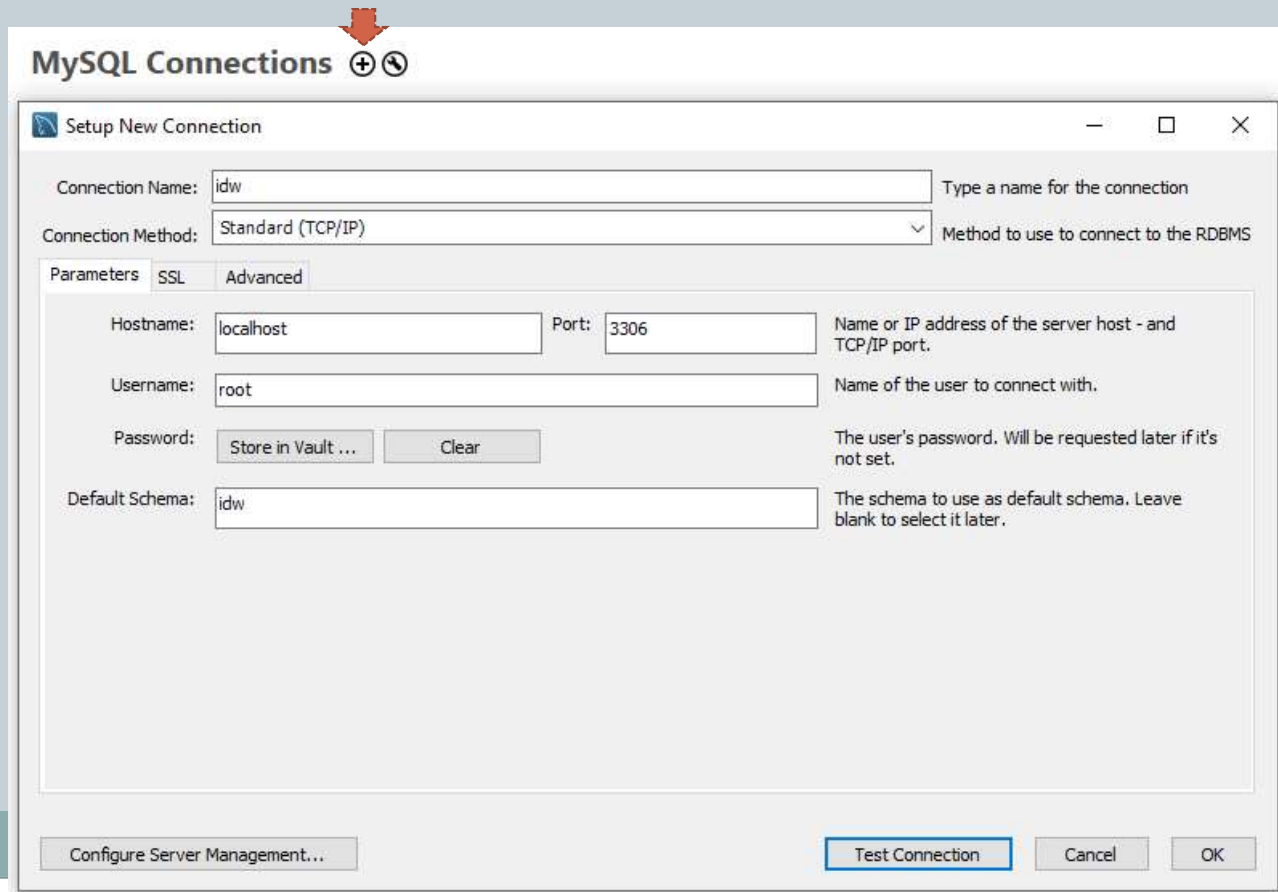 MySQL Connections
Setup New Connection
Connection Name: idw Type a name for the connection
Connection Method: Standard (TCP/IP) Method to use to connect to the RDBMS
Parameters SSL Advanced
Hostname: localhost Port: 3306 Name or IP address of the server host - and
TCP/IP port.
Username: root Name of the user to connect with.
Password: Store in Vault ... Clear The user's password. Will be requested later if it's
not set.
Default Schema: idw The schema to use as default schema. Leave
blank to select it later.
Configure Server Management... Test Connection Cancel OK